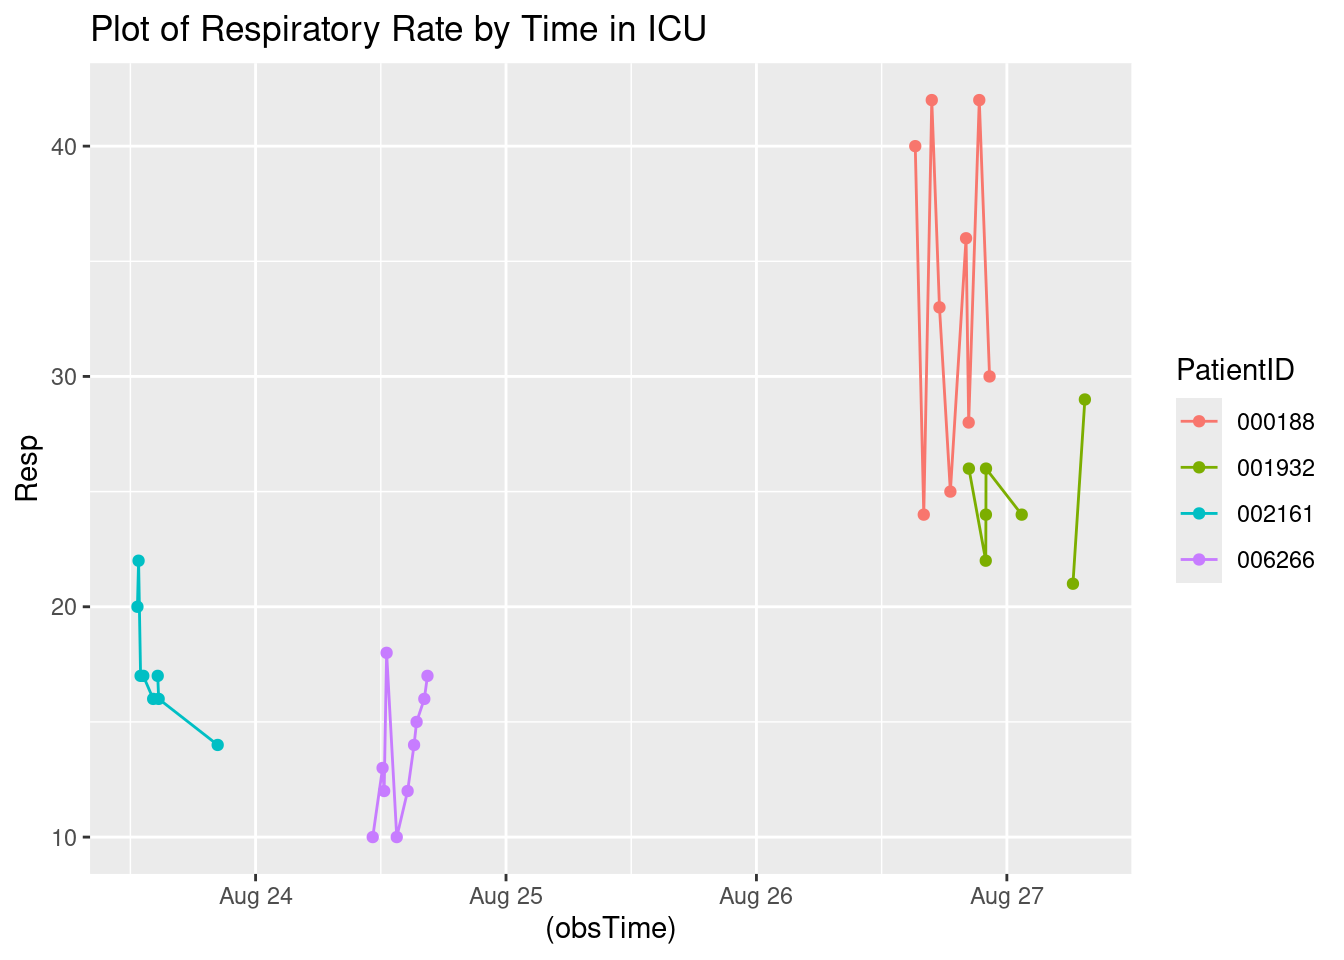 Plot of Respiratory Rate by Time in ICU
40
30
20
10
Resp
Aug 24
Aug 25
Aug 26
Aug 27
(obsTime)
PatientID
000188
001932
002161
006266